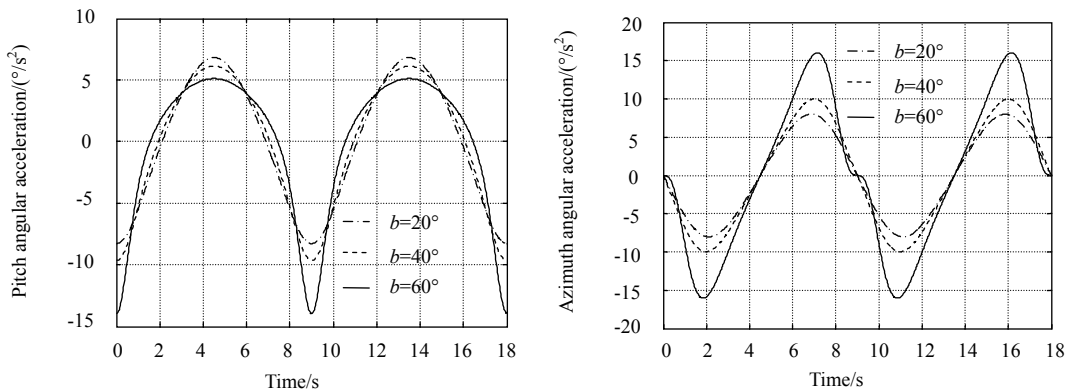 Pitch angular acceleration/(°/s²)
10
5
0
-5
-10
-15
b=20°
b=40°
b=60°
0 2 4 6 8 10 12 14 16 18
Time/s
Azimuth angular acceleration/(°/s²)
20
15
10
5
0
-5
-10
-15
-20
b=20°
b=40°
b=60°
0 2 4 6 8 10 12 14 16 18
Time/s